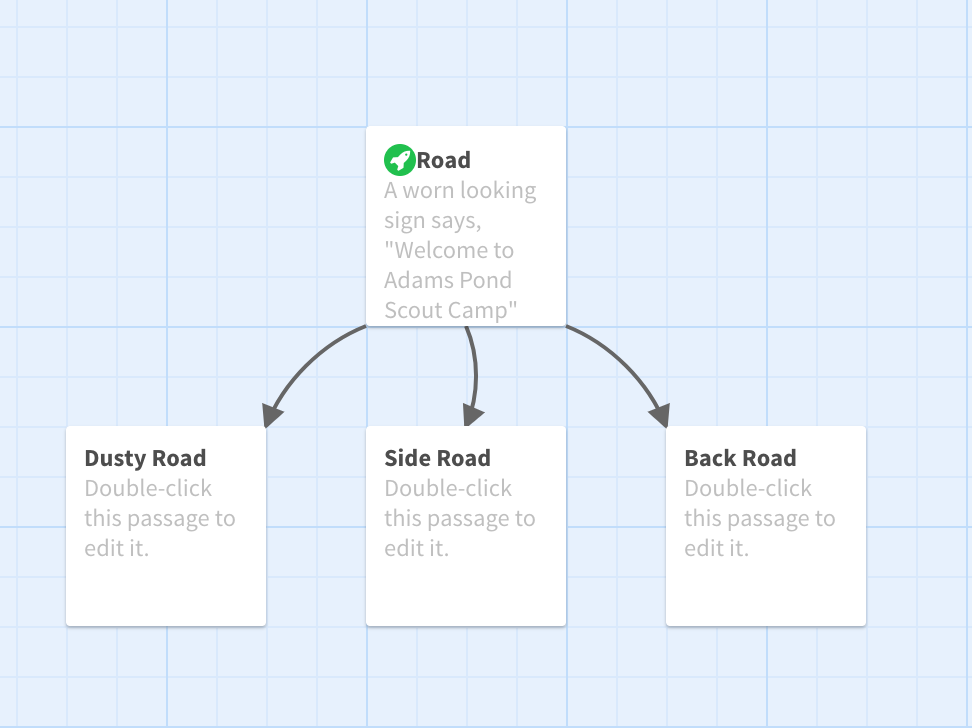 Road
A worn looking
sign says,
"Welcome to
Adams Pond
Scout Camp"
Dusty Road
Double-click
this passage to
edit it.
Side Road
Double-click
this passage to
edit it.
Back Road
Double-click
this passage to
edit it.